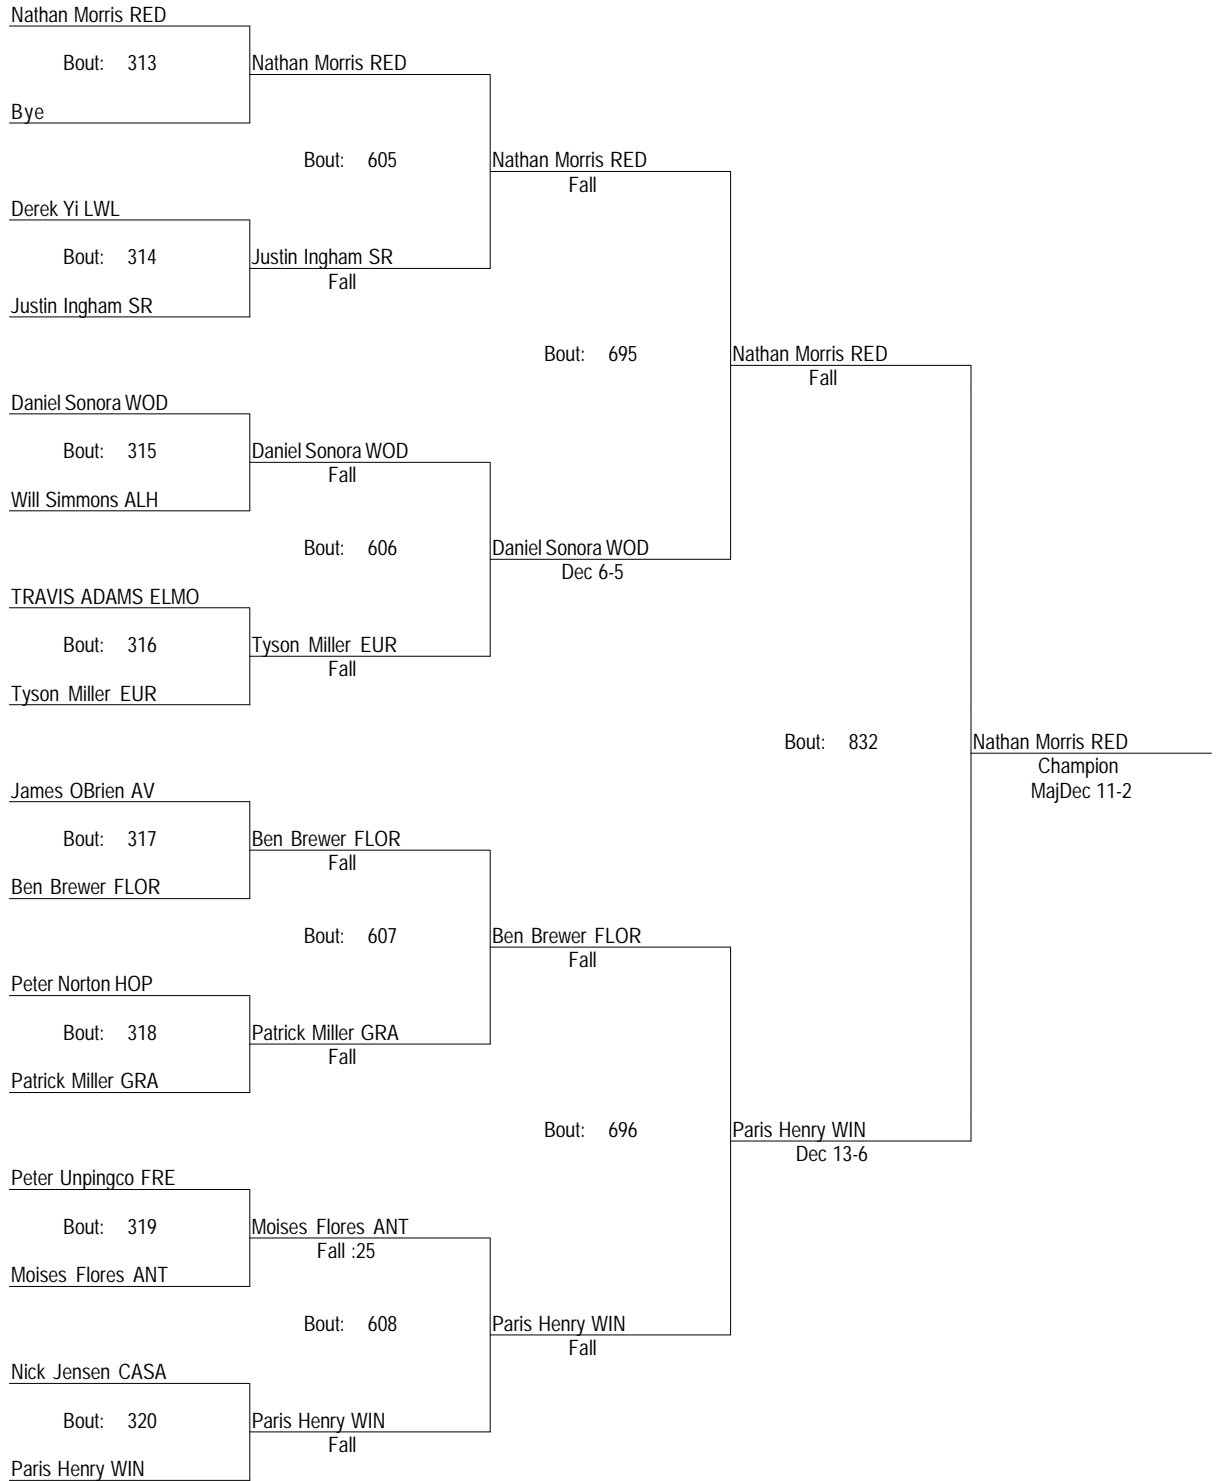 Nathan Morris RED
Bout: 313
Nathan Morris RED
Bye
Bout: 605
Nathan Morris RED
Fall
Derek Yi LWL
Bout: 314
Justin Ingham SR
Fall
Justin Ingham SR
Bout: 695
Nathan Morris RED
Fall
Daniel Sonora WOD
Bout: 315
Daniel Sonora WOD
Fall
Will Simmons ALH
Bout: 606
Daniel Sonora WOD
Dec 6-5
TRAVIS ADAMS ELMO
Bout: 316
Tyson Miller EUR
Fall
Tyson Miller EUR
Bout: 832
Nathan Morris RED
Champion
MajDec 11-2
James OBrien AV
Bout: 317
Ben Brewer FLOR
Fall
Ben Brewer FLOR
Bout: 607
Ben Brewer FLOR
Fall
Peter Norton HOP
Bout: 318
Patrick Miller GRA
Fall
Patrick Miller GRA
Bout: 696
Paris Henry WIN
Dec 13-6
Peter Unpingco FRE
Bout: 319
Moises Flores ANT
Fall :25
Moises Flores ANT
Bout: 608
Paris Henry WIN
Fall
Nick Jensen CASA
Bout: 320
Paris Henry WIN
Fall
Paris Henry WIN